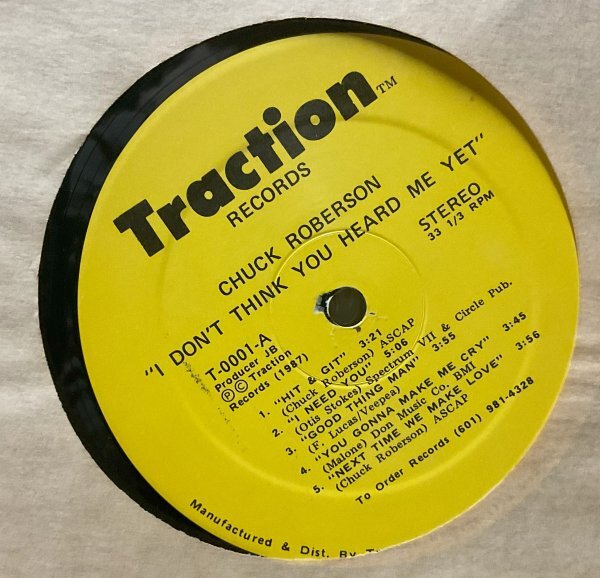 Traction™
RECORDS
CHUCK ROBERSON
"I DON'T THINK YOU HEARD ME YET"
STEREO
33 1/3 RPM
T-0001-A
Producer JB
Ⓟ Ⓒ Traction
Records (1987)
1. "HIT & GIT" 3:21
(Chuck Roberson) ASCAP
2. "I NEED YOU" 5:06
(Otis Stokes) Spectrum VII & Circle Pub.
3. "GOOD THING MAN" 3:55
(F. Lucas/Veepes)
4. "YOU GONNA MAKE ME CRY" 3:45
(Malone) Don Music Co. BMI
5. "NEXT TIME WE MAKE LOVE" 3:56
(Chuck Roberson) ASCAP
To Order Records (601) 981-4328
Manufactured & Dist. By